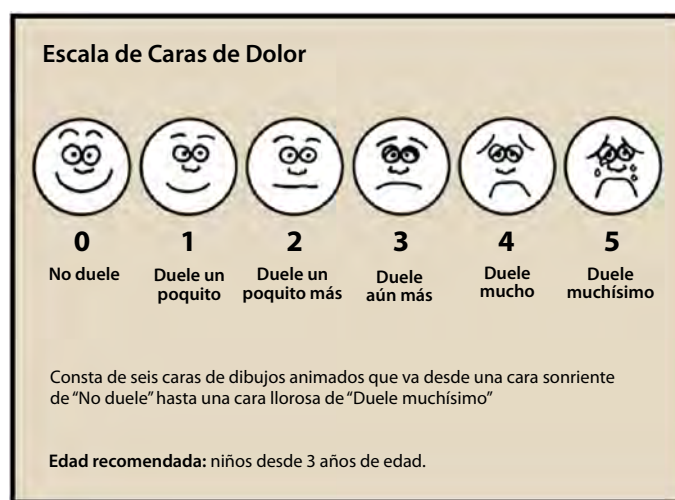 Escala de Caras de Dolor
0 1 2 3 4 5
No duele Duele un poquito Duele un poquito más Duele aún más Duele mucho Duele muchísimo
Consta de seis caras de dibujos animados que va desde una cara sonriente
de “No duele” hasta una cara llorosa de “Duele muchísimo”
Edad recomendada: niños desde 3 años de edad.